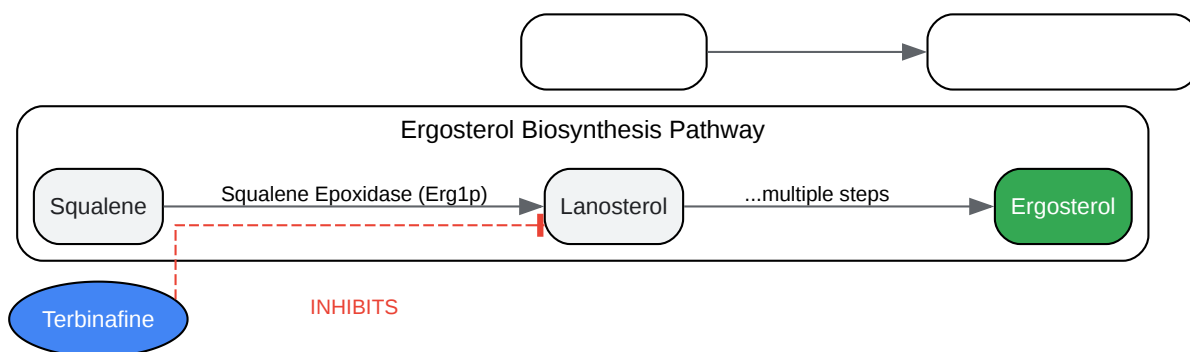 Ergosterol Biosynthesis Pathway
Squalene
Squalene Epoxidase (Erg1p)
Lanosterol
...multiple steps
Ergosterol
Terbinafine
INHIBITS